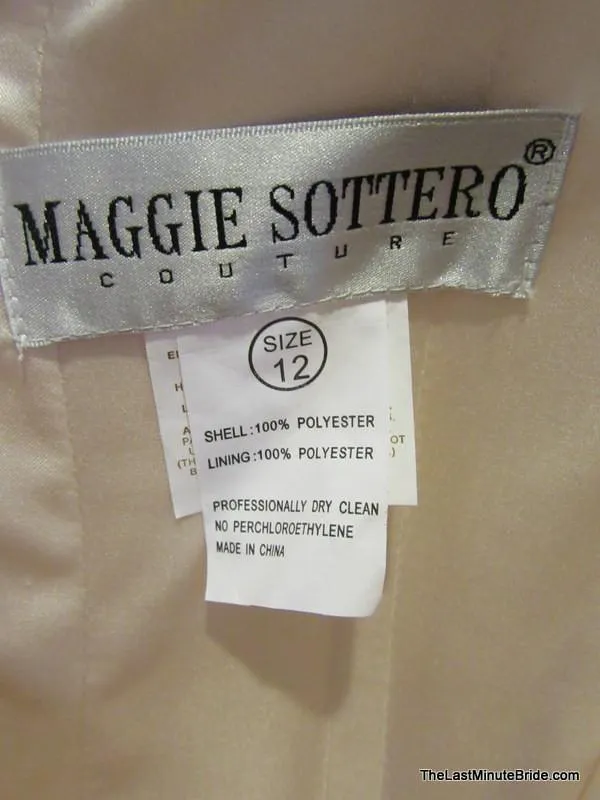 MAGGIE SOTTERO®
COUTURE
SIZE
12
SHELL:100% POLYESTER
LINING:100% POLYESTER
PROFESSIONALLY DRY CLEAN
NO PERCHLOROETHYLENE
MADE IN CHINA
TheLastMinuteBride.com